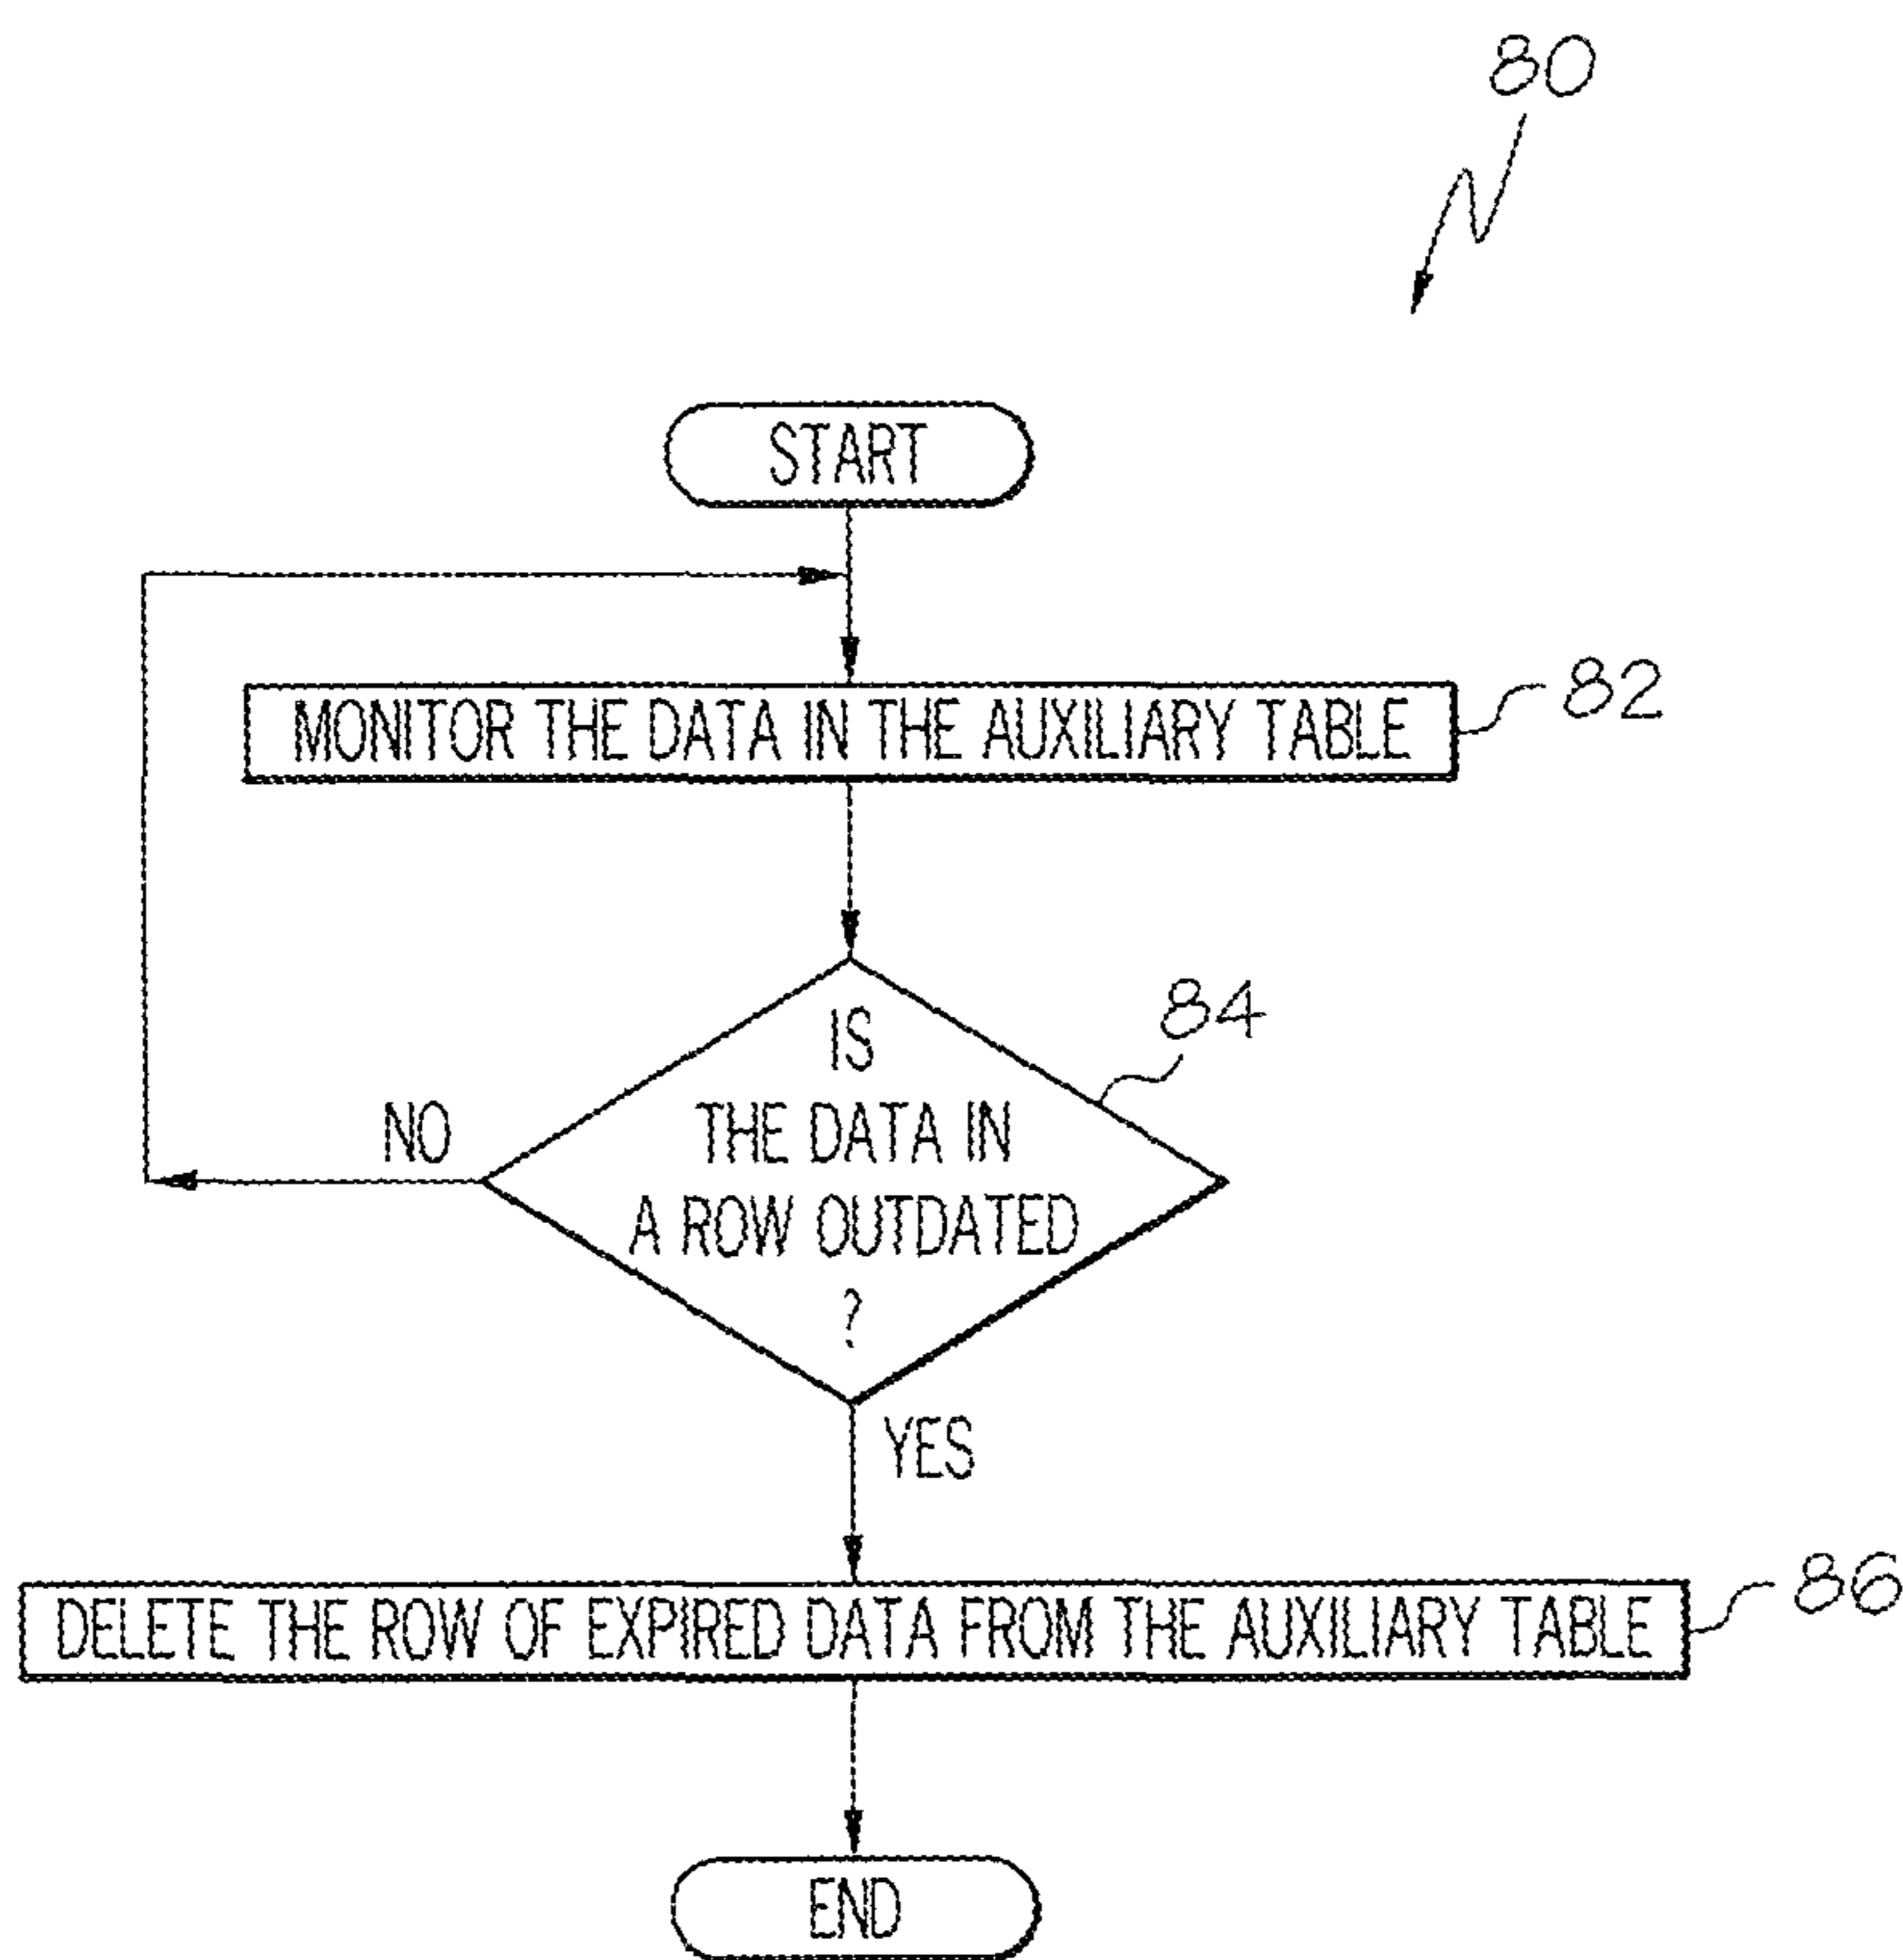 80
START
MONITOR THE DATA IN THE AUXILIARY TABLE
82
IS
84
THE DATA IN
NO
A ROW OUTDATED
?
YES
DELETE THE ROW OF EXPIRED DATA FROM THE AUXILIARY TABLE
86
END